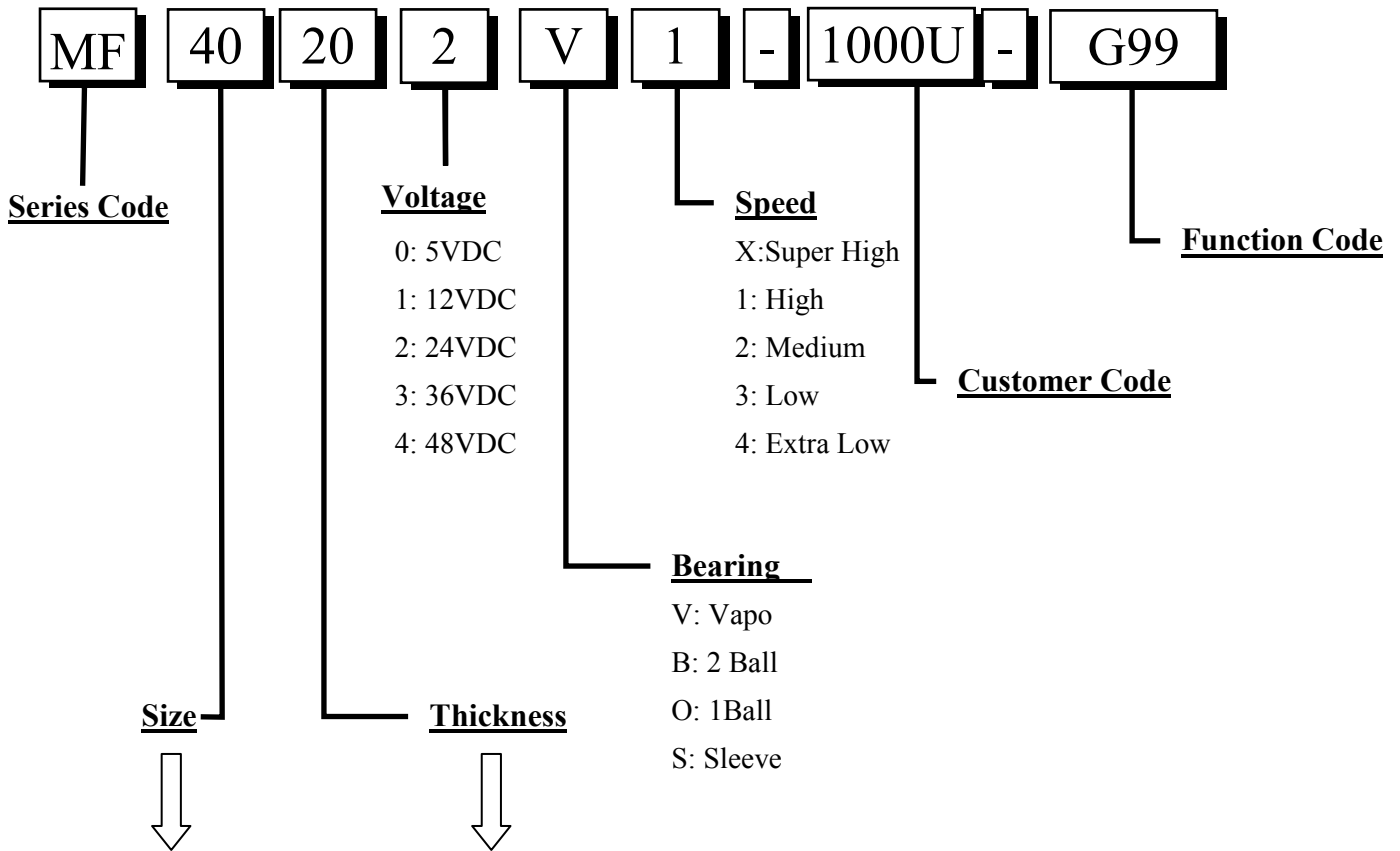 MF 40 20 2 V 1 - 1000U - G99
Series Code
Voltage
0: 5VDC
1: 12VDC
2: 24VDC
3: 36VDC
4: 48VDC
Speed
X:Super High
1: High
2: Medium
3: Low
4: Extra Low
Function Code
Customer Code
Bearing
V: Vapo
B: 2 Ball
O: 1Ball
S: Sleeve
Size
Thickness